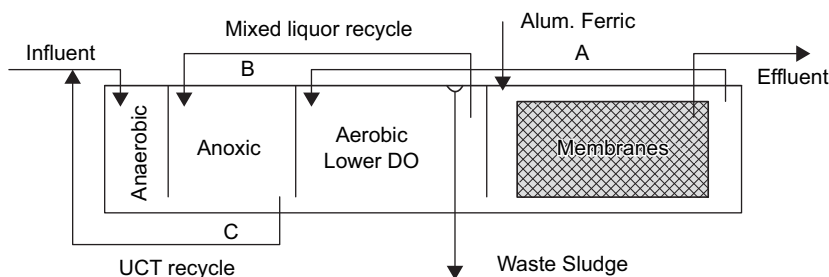 Mixed liquor recycle
Alum. Ferric
Influent
B
A
Effluent
Anaerobic
Anoxic
Aerobic
Lower DO
Membranes
C
UCT recycle
Waste Sludge